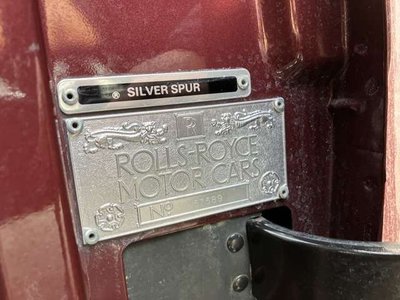 ® SILVER SPUR
R
ROLLS-ROYCE
MOTOR CARS
Nº